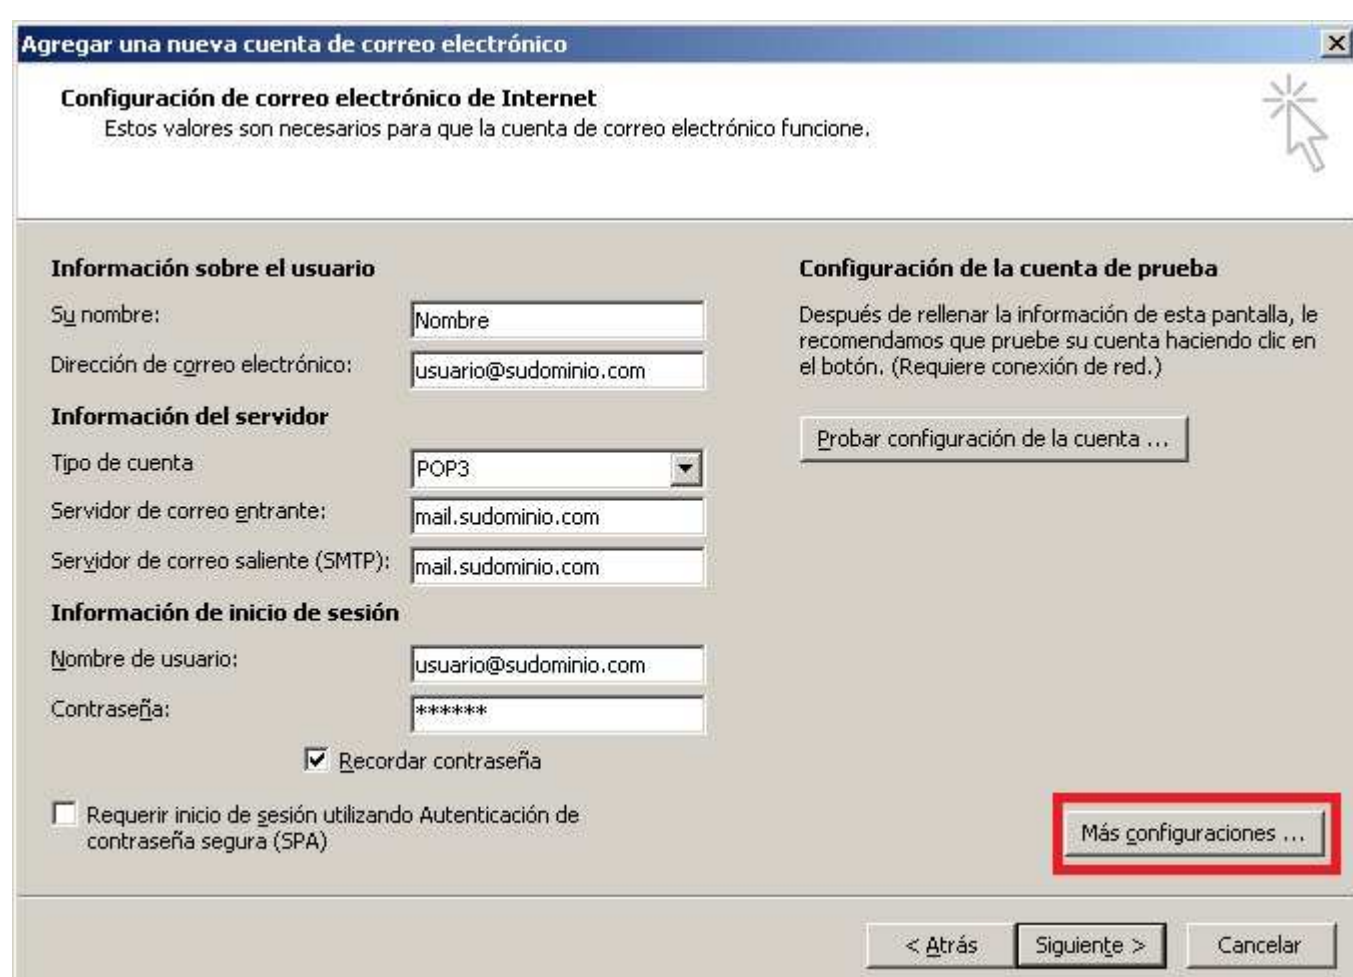 Agregar una nueva cuenta de correo electrónico
Configuración de correo electrónico de Internet
Estos valores son necesarios para que la cuenta de correo electrónico funcione.
Información sobre el usuario
Su nombre:
Nombre
Dirección de correo electrónico:
usuario@sudominio.com
Información del servidor
Tipo de cuenta
POP3
Servidor de correo entrante:
mail.sudominio.com
Servidor de correo saliente (SMTP):
mail.sudominio.com
Información de inicio de sesión
Nombre de usuario:
usuario@sudominio.com
Contraseña:
******
Recordar contraseña
Requerir inicio de sesión utilizando Autenticación de
contraseña segura (SPA)
Configuración de la cuenta de prueba
Después de rellenar la información de esta pantalla, le
recomendamos que pruebe su cuenta haciendo clic en
el botón. (Requiere conexión de red.)
Probar configuración de la cuenta ...
Más configuraciones ...
< Atrás
Siguiente >
Cancelar